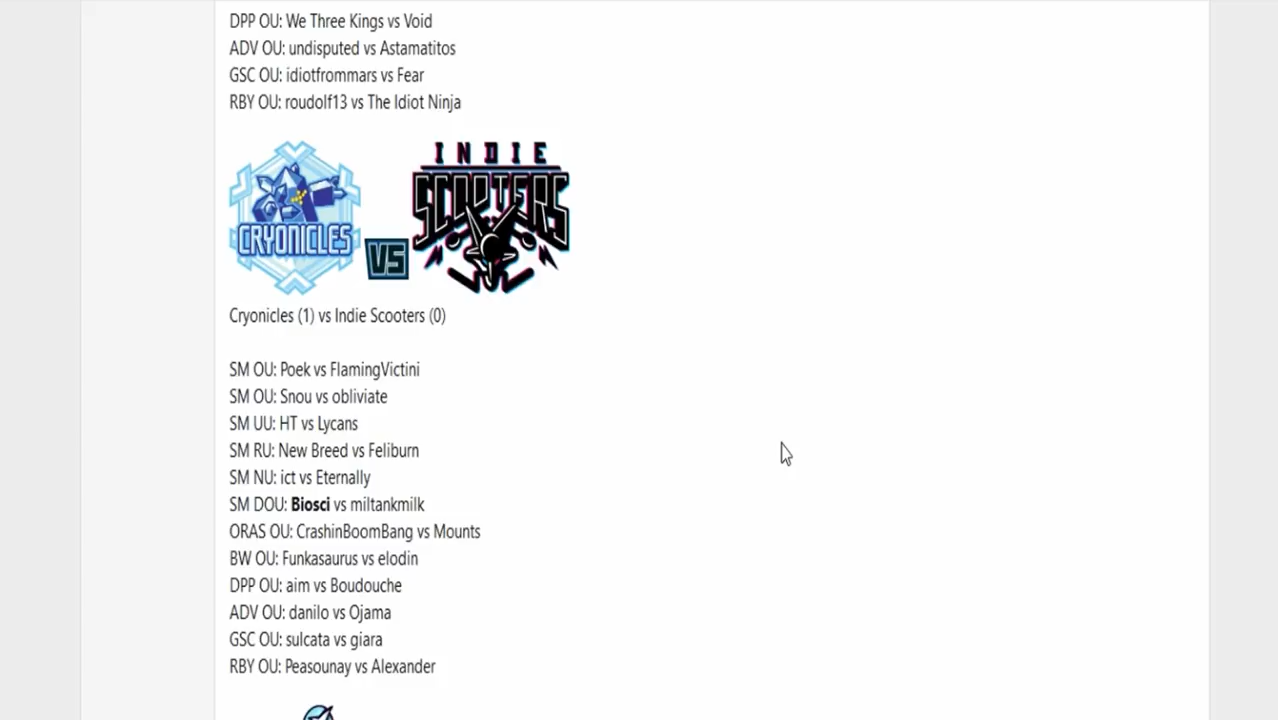 DPP OU: We Three Kings vs Void
ADV OU: undisputed vs Astamatitos
GSC OU: idiotfrommars vs Fear
RBY OU: roudolf13 vs The Idiot Ninja
CRYONICLES
VS
INDIE
SCOOTERS
Cryonicles (1) vs Indie Scooters (0)
SM OU: Poek vs FlamingVictini
SM OU: Snou vs obliviate
SM UU: HT vs Lycans
SM RU: New Breed vs Feliburn
SM NU: ict vs Eternally
SM DOU: Biosci vs miltankmilk
ORAS OU: CrashinBoomBang vs Mounts
BW OU: Funkasaurus vs elodin
DPP OU: aim vs Boudouche
ADV OU: danilo vs Ojama
GSC OU: sulcata vs giara
RBY OU: Peasounay vs Alexander